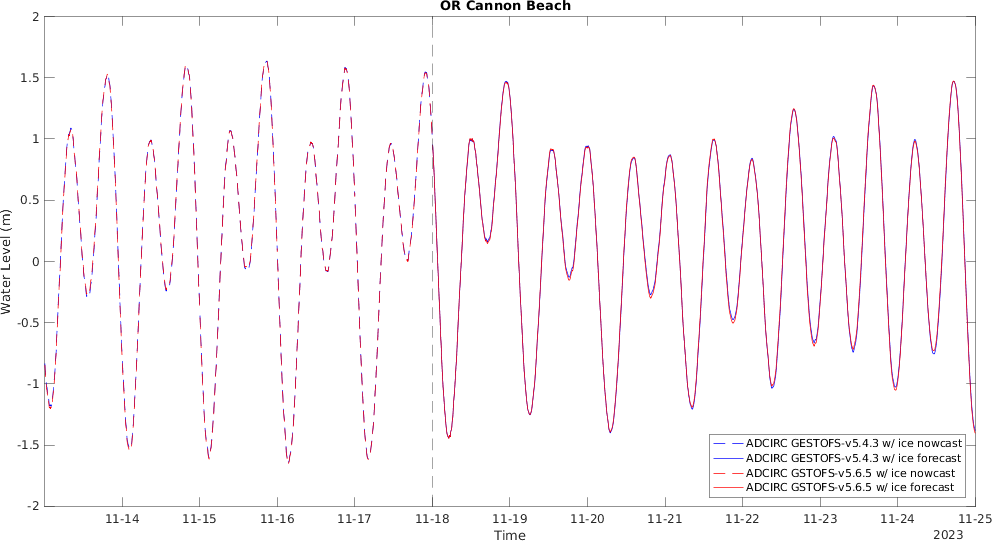 OR Cannon Beach
2
1.5
1
0.5
0
-0.5
-1
-1.5
-2
Water Level (m)
ADCIRC GESTOFS-v5.4.3 w/ ice nowcast
ADCIRC GESTOFS-v5.4.3 w/ ice forecast
ADCIRC GSTOFS-v5.6.5 w/ ice nowcast
ADCIRC GSTOFS-v5.6.5 w/ ice forecast
11-14 11-15 11-16 11-17 11-18 11-19 11-20 11-21 11-22 11-23 11-24 11-25
Time
2023